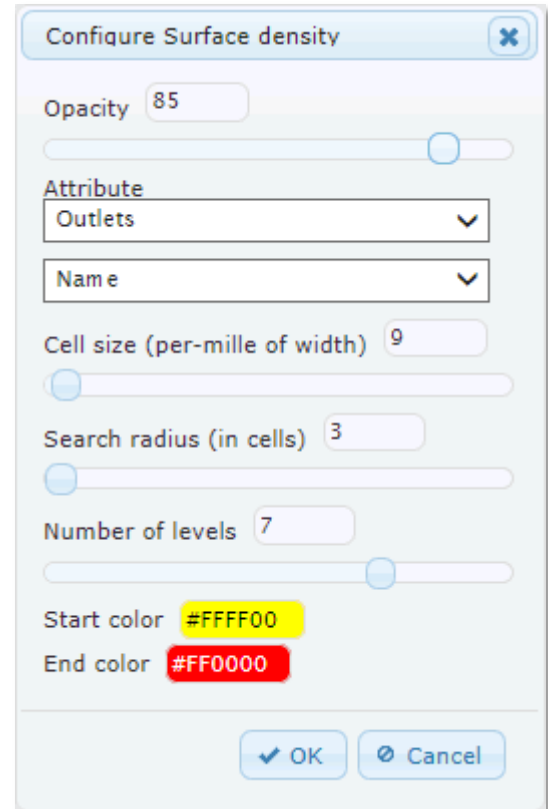 Configure Surface density
Opacity 85
Attribute
Outlets
Name
Cell size (per-mille of width) 9
Search radius (in cells) 3
Number of levels 7
Start color #FFFF00
End color #FF0000
OK Cancel